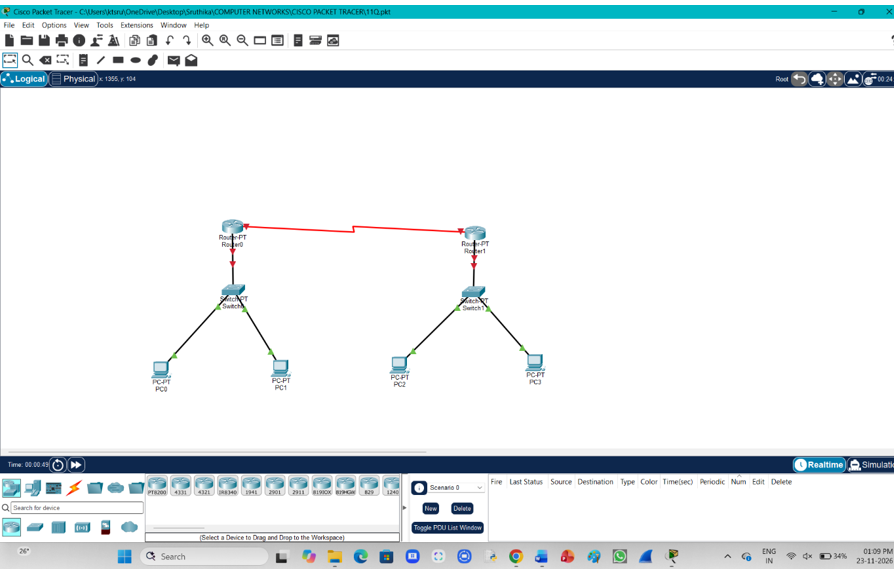 Cisco Packet Tracer - C:\Users\ktsru\OneDrive\Desktop\Sruthika\COMPUTER NETWORKS\CISCO PACKET TRACER\11Q.pkt
File Edit Options View Tools Extensions Window Help
Logical Physical x: 1355, y: 104
Root 00:24
Router-PT
Router0
Router-PT
Router1
Switch-PT
Switch0
Switch-PT
Switch1
PC-PT
PC0
PC-PT
PC1
PC-PT
PC2
PC-PT
PC3
Time: 00:00:49
Realtime Simulatic
Search for device
PT8200 4331 4321 IR8340 1941 2901 2911 819IOX 819HGW 829 1240
(Select a Device to Drag and Drop to the Workspace)
Scenario 0
New Delete
Toggle PDU List Window
Fire Last Status Source Destination Type Color Time(sec) Periodic Num Edit Delete
26°
Search
ENG
IN
34%
01:09 PM
23-11-2026